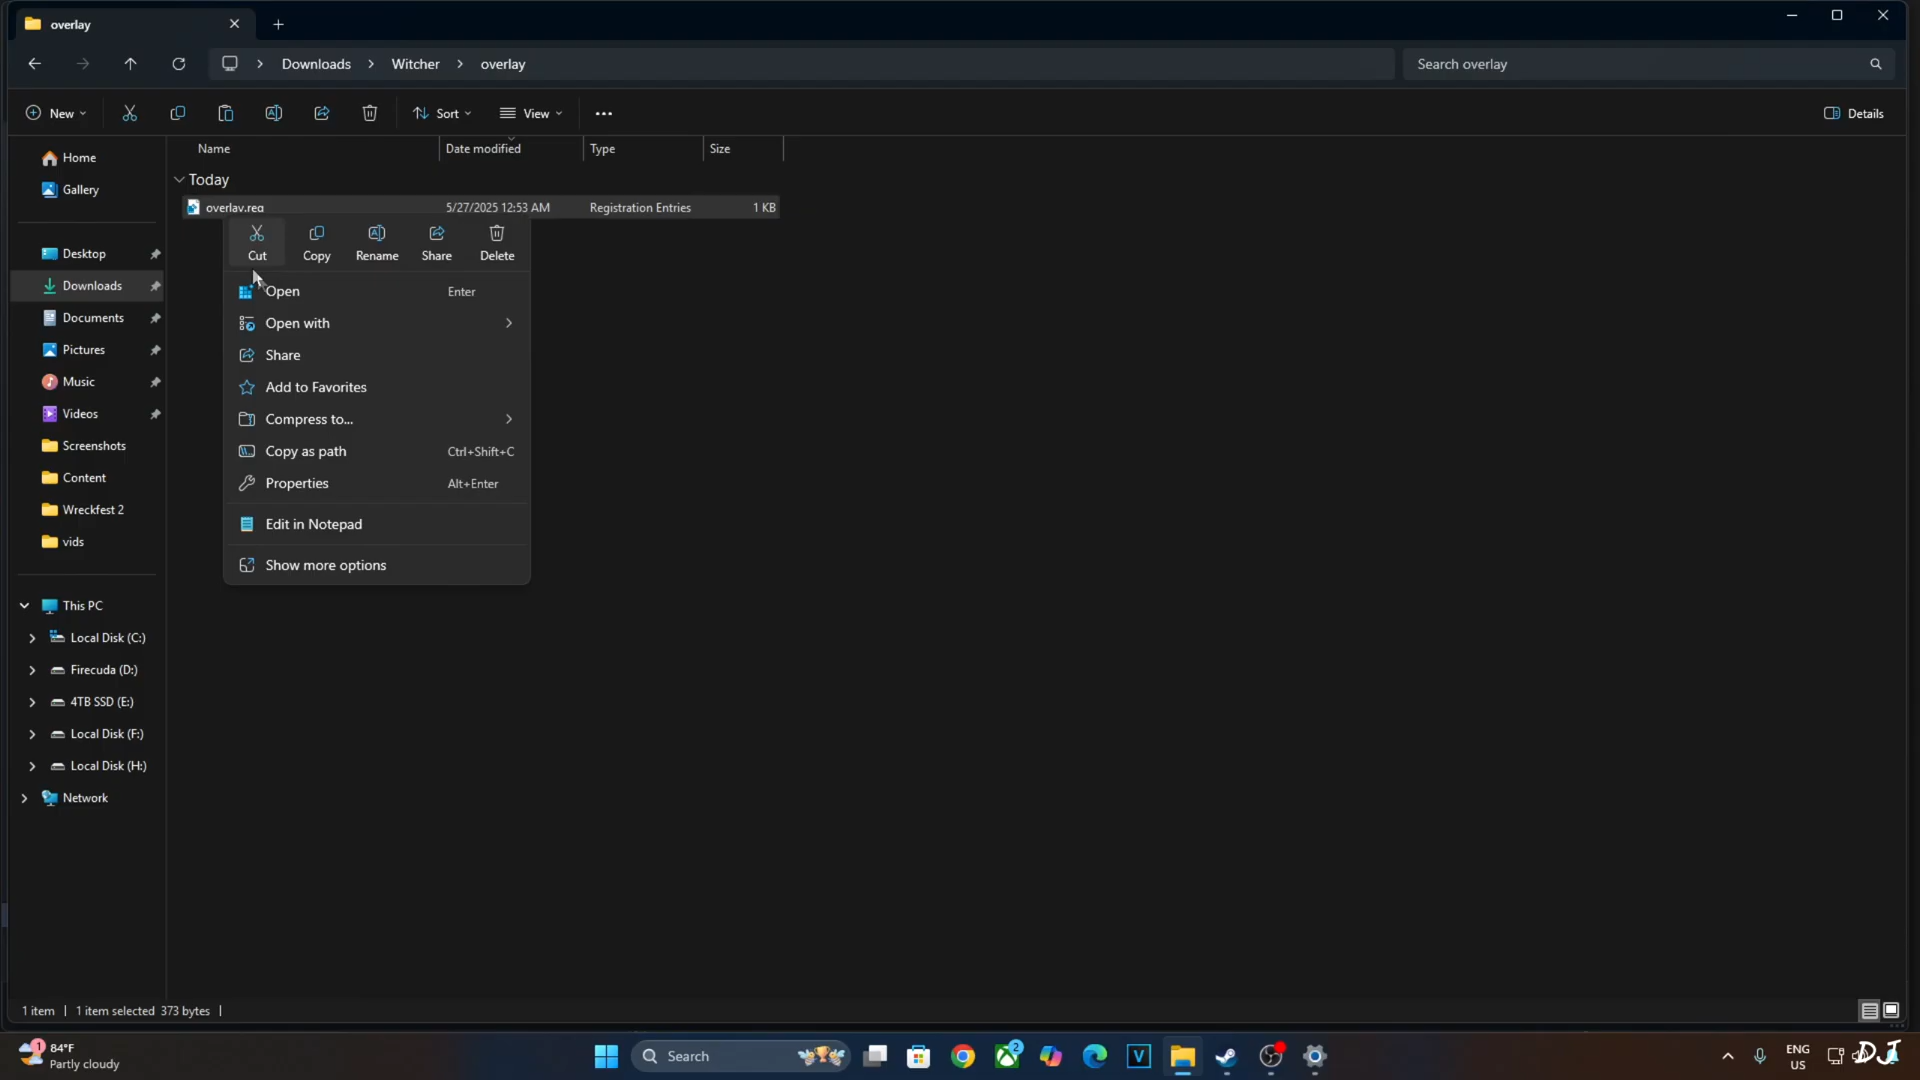 overlay
Downloads
Witcher
overlay
Search overlay
New
Sort
View
Details
Name
Date modified
Type
Size
Today
overlay.reg
5/27/2025 12:53 AM
Registration Entries
1 KB
Cut
Copy
Rename
Share
Delete
Open
Enter
Open with
Share
Add to Favorites
Compress to...
Copy as path
Ctrl+Shift+C
Properties
Alt+Enter
Edit in Notepad
Show more options
Home
Gallery
Desktop
Downloads
Documents
Pictures
Music
Videos
Screenshots
Content
Wreckfest 2
vids
This PC
Local Disk (C:)
Firecuda (D:)
4TB SSD (E:)
Local Disk (F:)
Local Disk (H:)
Network
1 item
1 item selected 373 bytes
1
84°F
Partly cloudy
Search
2
V
ENG
US
DJ